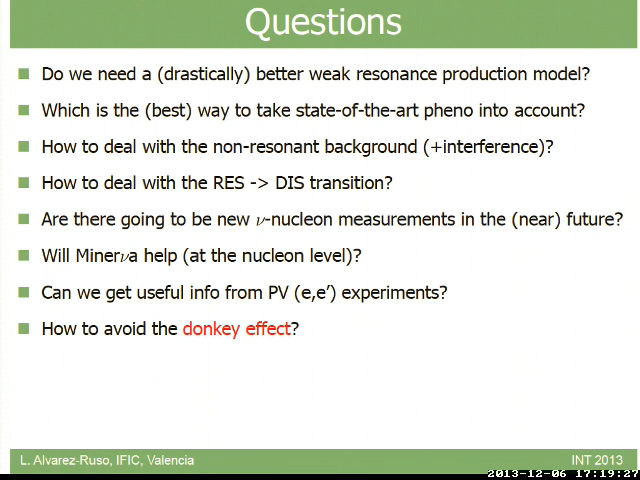 Questions
Do we need a (drastically) better weak resonance production model?
Which is the (best) way to take state-of-the-art pheno into account?
How to deal with the non-resonant background (+interference)?
How to deal with the RES -> DIS transition?
Are there going to be new ν-nucleon measurements in the (near) future?
Will Minerνa help (at the nucleon level)?
Can we get useful info from PV (e,e’) experiments?
How to avoid the donkey effect?
L. Alvarez-Ruso, IFIC, Valencia
INT 2013
2013-12-06 17:19:27